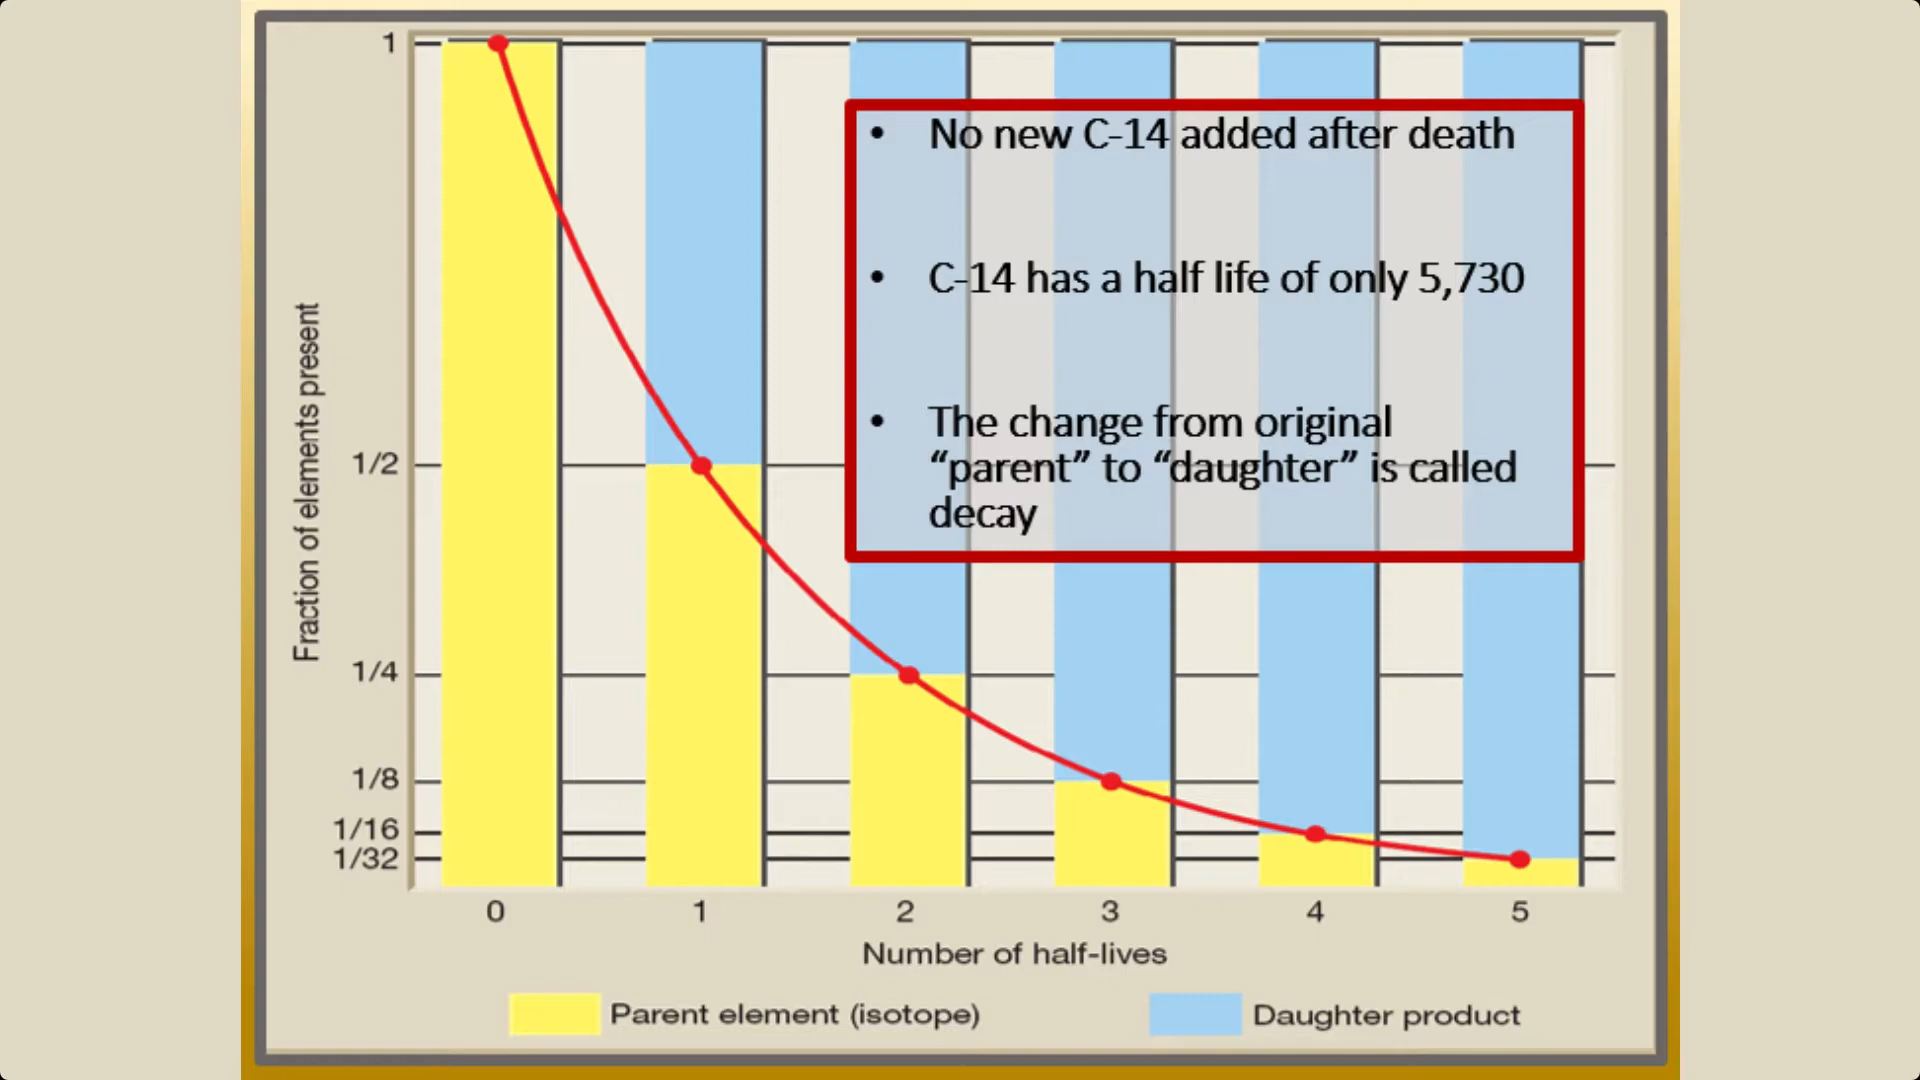 1
• No new C-14 added after death
• C-14 has a half life of only 5,730
• The change from original
“parent” to “daughter” is called
decay
Fraction of elements present
1/2
1/4
1/8
1/16
1/32
0 1 2 3 4 5
Number of half-lives
Parent element (isotope) Daughter product